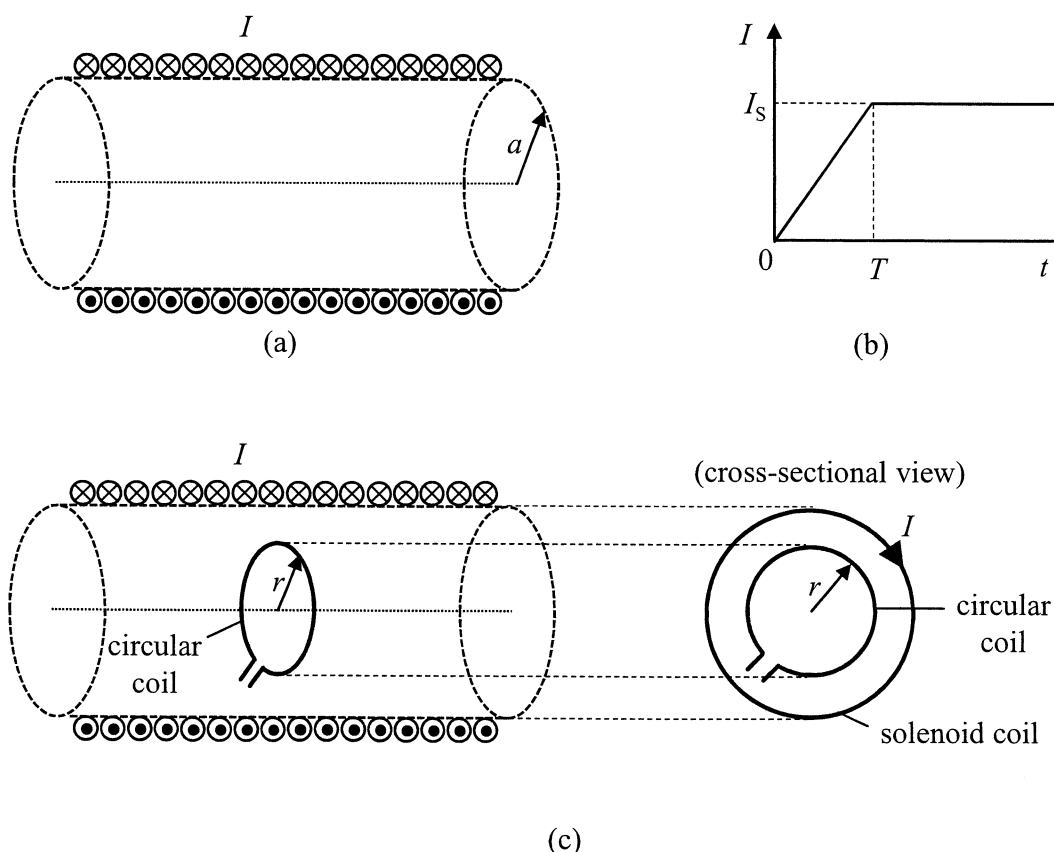 I
a
(a)
I
I_S
0
T
t
(b)
I
r
circular
coil
(cross-sectional view)
I
r
circular
coil
solenoid coil
(c)